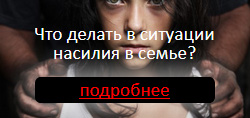 Что делать в ситуации
насилия в семье?
подробнее